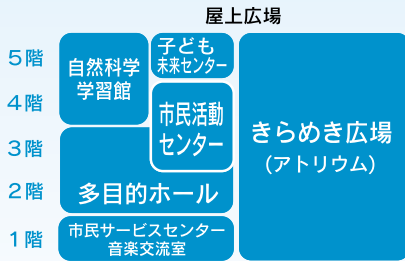 屋上広場
5階
自然科学
学習館
子ども
未来センター
4階
市民活動
センター
きらめき広場
(アトリウム)
3階
2階
多目的ホール
1階
市民サービスセンター
音楽交流室